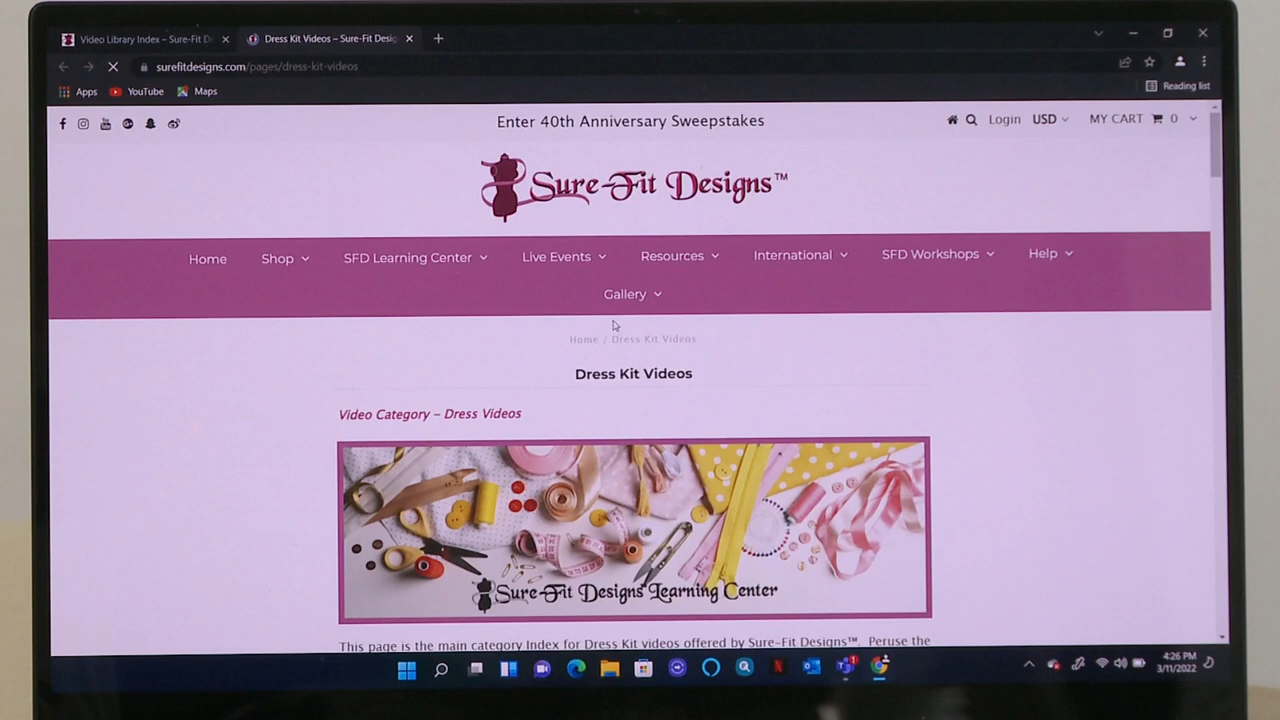 Video Library Index – Sure-Fit D
Dress Kit Videos – Sure-Fit Desig
surefitdesigns.com/pages/dress-kit-videos
Apps
YouTube
Maps
Reading list
Enter 40th Anniversary Sweepstakes
Login
USD
MY CART
0
Sure-Fit Designs™
Home
Shop
SFD Learning Center
Live Events
Resources
International
SFD Workshops
Help
Gallery
Home / Dress Kit Videos
Dress Kit Videos
Video Category – Dress Videos
Sure-Fit Designs Learning Center
This page is the main category Index for Dress Kit videos offered by Sure-Fit Designs™. Peruse the
4:26 PM
3/11/2022